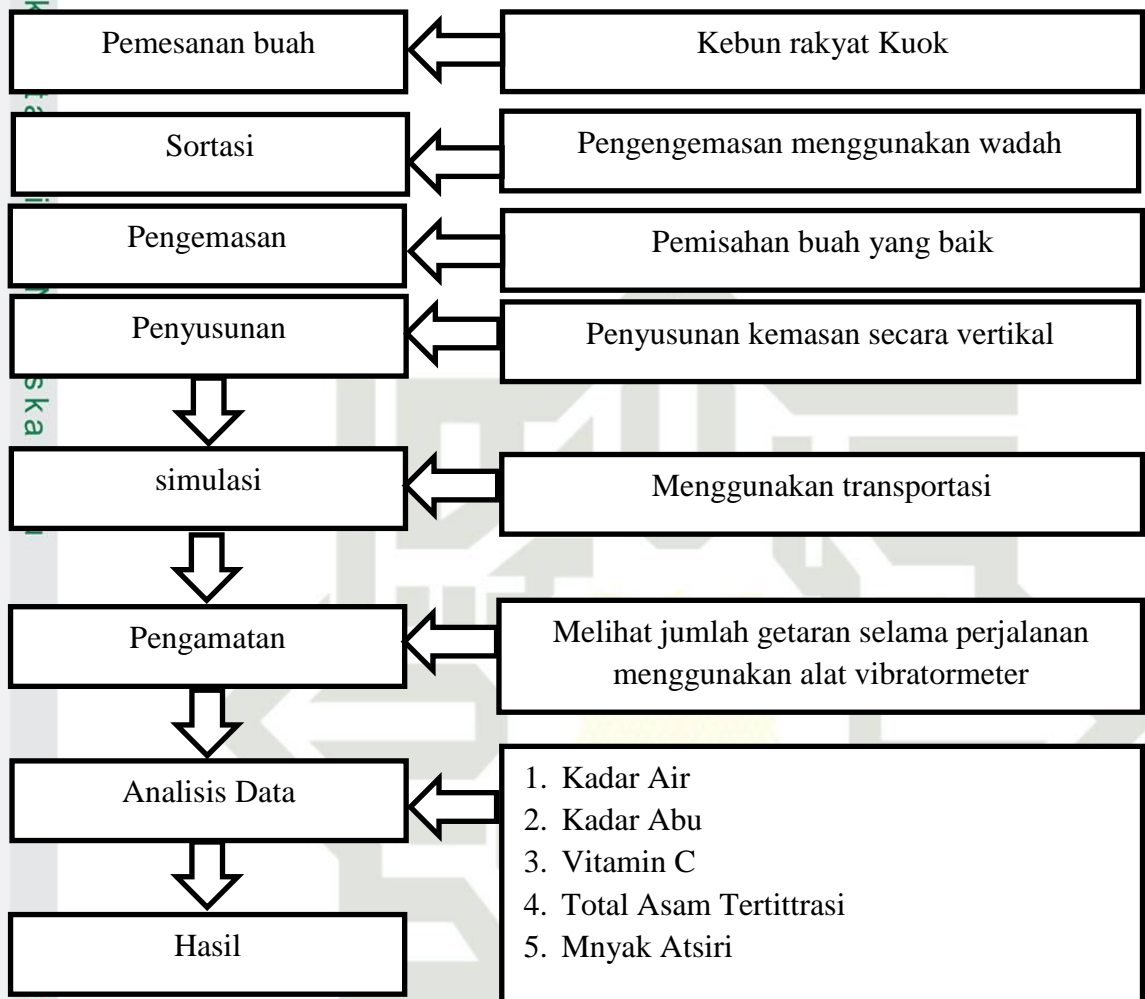 Pemesanan buah
Kebun rakyat Kuok
Sortasi
Pengengemasan menggunakan wadah
Pengemasan
Pemisahan buah yang baik
Penyusunan
Penyusunan kemasan secara vertikal
simulasi
Menggunakan transportasi
Pengamatan
Melihat jumlah getaran selama perjalanan
menggunakan alat vibratormeter
Analisis Data
1. Kadar Air
2. Kadar Abu
3. Vitamin C
4. Total Asam Tertittrasi
5. Mnyak Atsiri
Hasil
ska